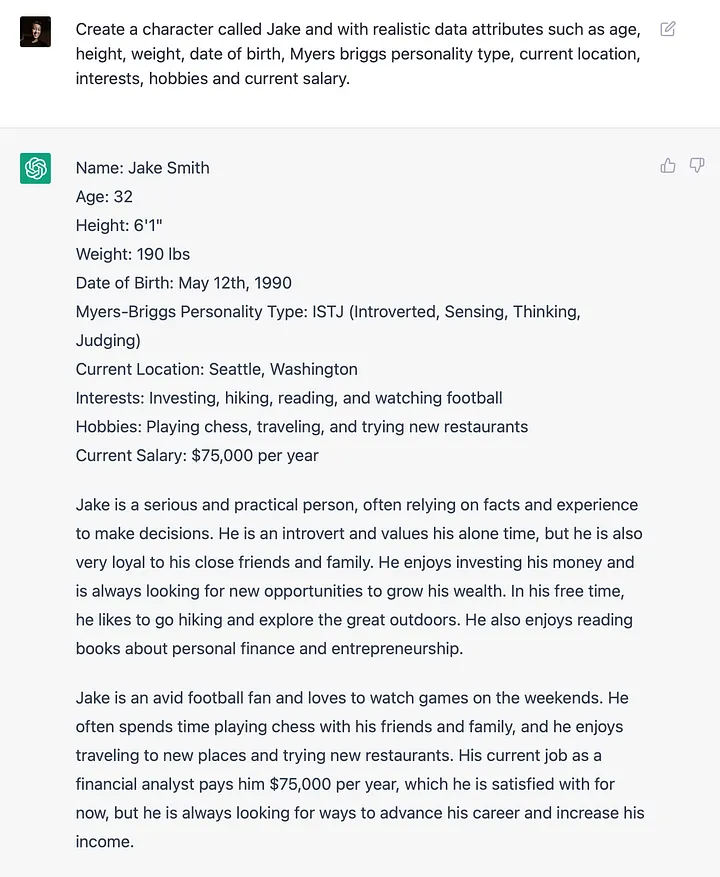 Create a character called Jake and with realistic data attributes such as age,
height, weight, date of birth, Myers briggs personality type, current location,
interests, hobbies and current salary.
Name: Jake Smith
Age: 32
Height: 6'1"
Weight: 190 lbs
Date of Birth: May 12th, 1990
Myers-Briggs Personality Type: ISTJ (Introverted, Sensing, Thinking,
Judging)
Current Location: Seattle, Washington
Interests: Investing, hiking, reading, and watching football
Hobbies: Playing chess, traveling, and trying new restaurants
Current Salary: $75,000 per year
Jake is a serious and practical person, often relying on facts and experience
to make decisions. He is an introvert and values his alone time, but he is also
very loyal to his close friends and family. He enjoys investing his money and
is always looking for new opportunities to grow his wealth. In his free time,
he likes to go hiking and explore the great outdoors. He also enjoys reading
books about personal finance and entrepreneurship.
Jake is an avid football fan and loves to watch games on the weekends. He
often spends time playing chess with his friends and family, and he enjoys
traveling to new places and trying new restaurants. His current job as a
financial analyst pays him $75,000 per year, which he is satisfied with for
now, but he is always looking for ways to advance his career and increase his
income.